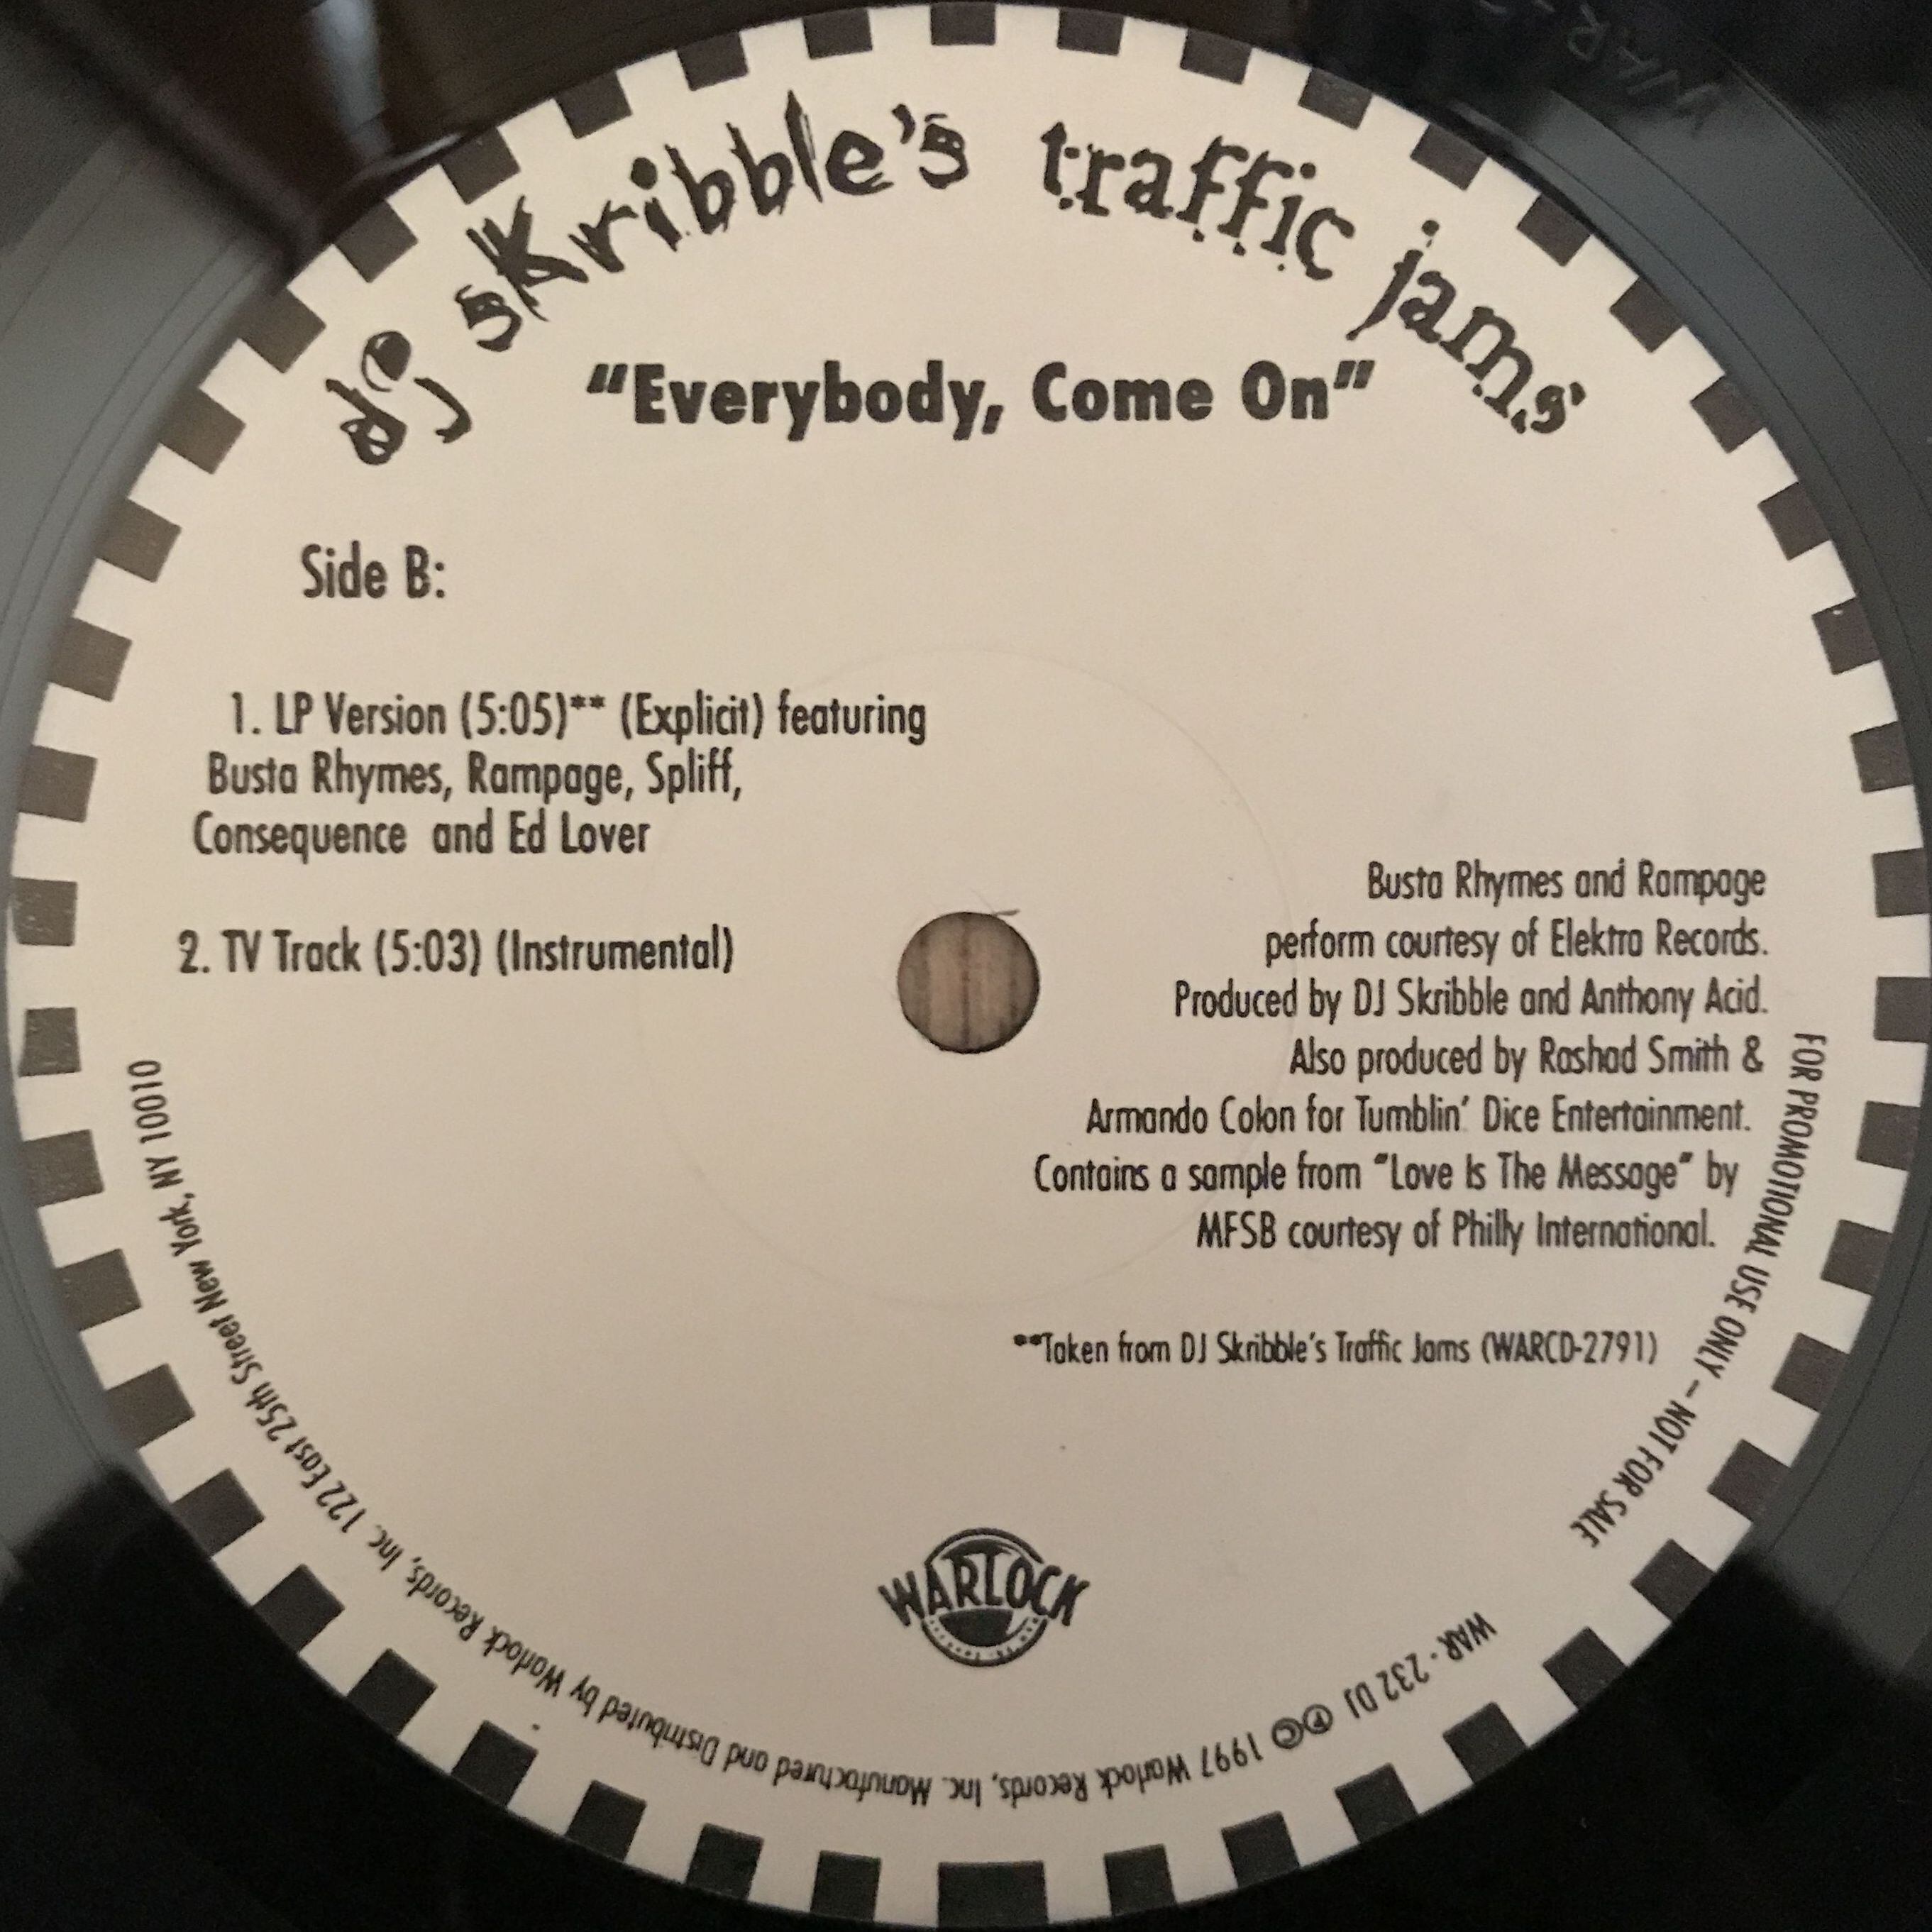 dj skribble's traffic jams
"Everybody, Come On"
Side B:
1. LP Version (5:05)** (Explicit) featuring
Busta Rhymes, Rampage, Spliff,
Consequence and Ed Lover
2. TV Track (5:03) (Instrumental)
Busta Rhymes and Rampage
perform courtesy of Elektra Records.
Produced by DJ Skribble and Anthony Acid.
Also produced by Rashad Smith &
Armando Colon for Tumblin' Dice Entertainment.
Contains a sample from "Love Is The Message" by
MFSB courtesy of Philly International.
**Taken from DJ Skribble's Traffic Jams (WARCD-2791)
FOR PROMOTIONAL USE ONLY – NOT FOR SALE
WARLOCK
WAR - 232 DJ ℗© 1997 Warlock Records, Inc. Manufactured and Distributed by Warlock Records, Inc. 122 East 25th Street New York, NY 10010
WAR-